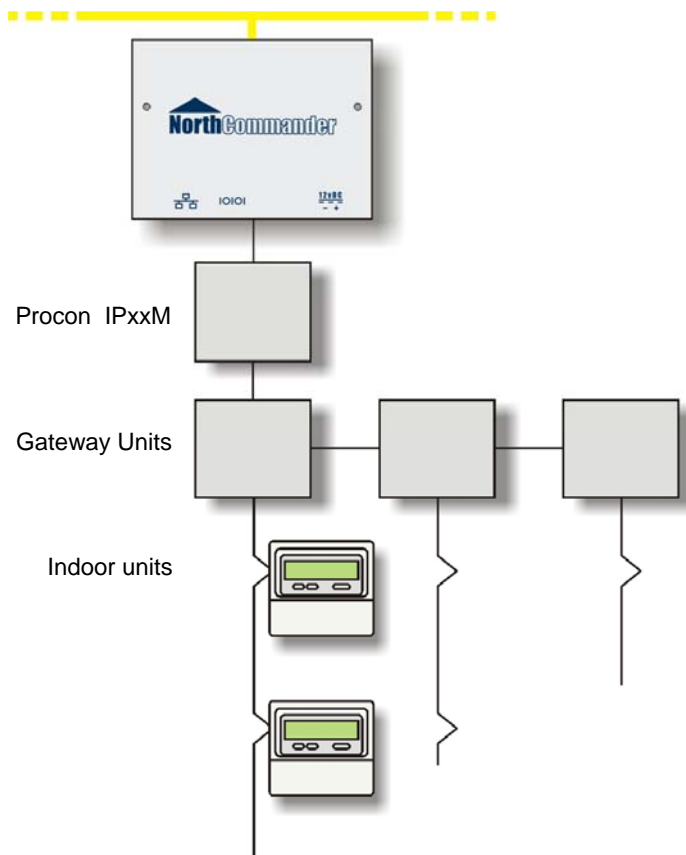 NorthCommander
IOIOI
12vDC
- +
Procon IPxxM
Gateway Units
Indoor units